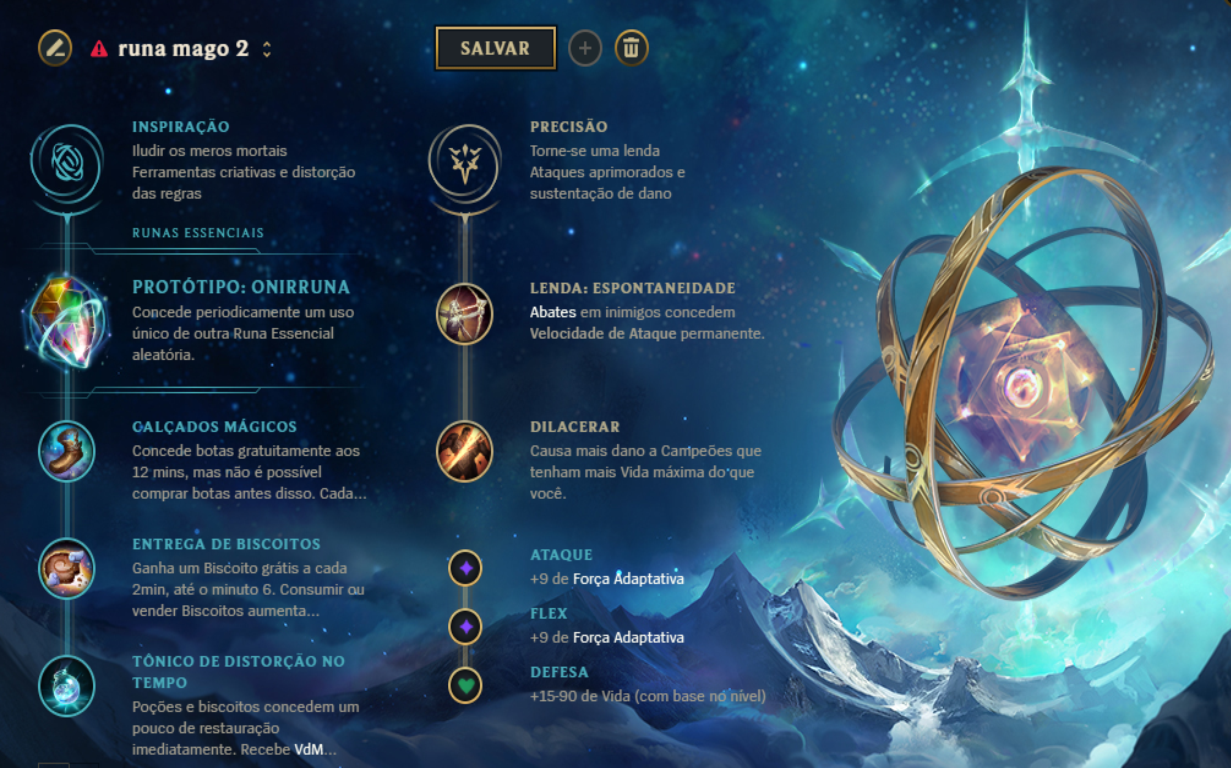 runa mago 2
SALVAR
INSPIRAÇÃO
Iludir os meros mortais
Ferramentas criativas e distorção
das regras
RUNAS ESSENCIAIS
PROTÓTIPO: ONIRRUNA
Concede periodicamente um uso
único de outra Runa Essencial
aleatória.
CALÇADOS MÁGICOS
Concede botas gratuitamente aos
12 mins, mas não é possível
comprar botas antes disso. Cada...
ENTREGA DE BISCOITOS
Ganha um Biscoito grátis a cada
2min, até o minuto 6. Consumir ou
vender Biscoitos aumenta...
TÔNICO DE DISTORÇÃO NO
TEMPO
Poções e biscoitos concedem um
pouco de restauração
imediatamente. Recebe VdM...
PRECISÃO
Torne-se uma lenda
Ataques aprimorados e
sustentação de dano
LENDA: ESPONTANEIDADE
Abates em inimigos concedem
Velocidade de Ataque permanente.
DILACERAR
Causa mais dano a Campeões que
tenham mais Vida máxima do que
você.
ATAQUE
+9 de Força Adaptativa
FLEX
+9 de Força Adaptativa
DEFESA
+15-90 de Vida (com base no nível)